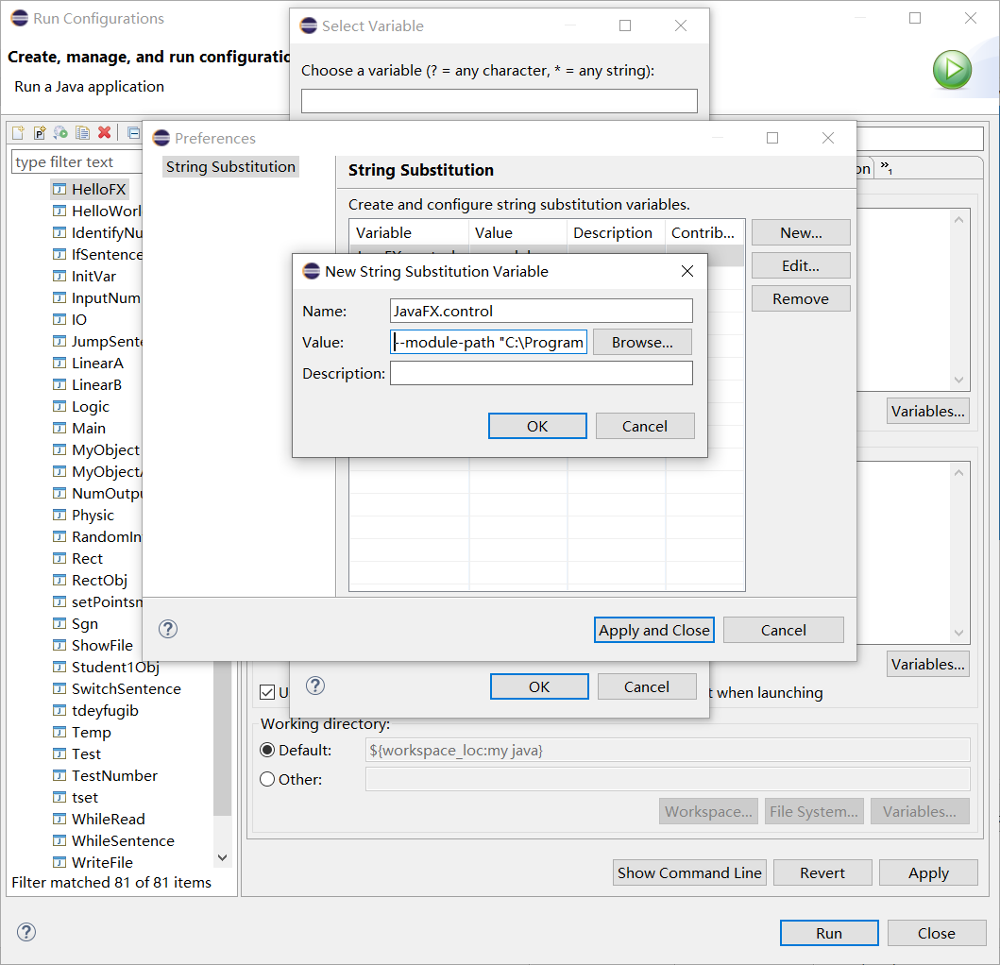 Run Configurations
Select Variable
Create, manage, and run configuratio
Run a Java application
Choose a variable (? = any character, * = any string):
Preferences
type filter text
String Substitution
String Substitution
Create and configure string substitution variables.
Variable Value Description Contrib...
New...
Edit...
Remove
on
»1
New String Substitution Variable
Name: JavaFX.control
Value: --module-path "C:\Program
Browse...
Description:
OK Cancel
Variables...
HelloFX
HelloWorl
IdentifyNu
IfSentence
InitVar
InputNum
IO
JumpSente
LinearA
LinearB
Logic
Main
MyObject
MyObjectA
NumOutpu
Physic
RandomIn
Rect
RectObj
setPointsm
Sgn
ShowFile
Student1Obj
SwitchSentence
tdeyfugib
Temp
Test
TestNumber
tset
WhileRead
WhileSentence
WriteFile
Filter matched 81 of 81 items
Apply and Close Cancel
Variables...
OK Cancel
U
t when launching
Working directory:
Default: ${workspace_loc:my java}
Other:
Workspace... File System... Variables...
Show Command Line Revert Apply
Run Close